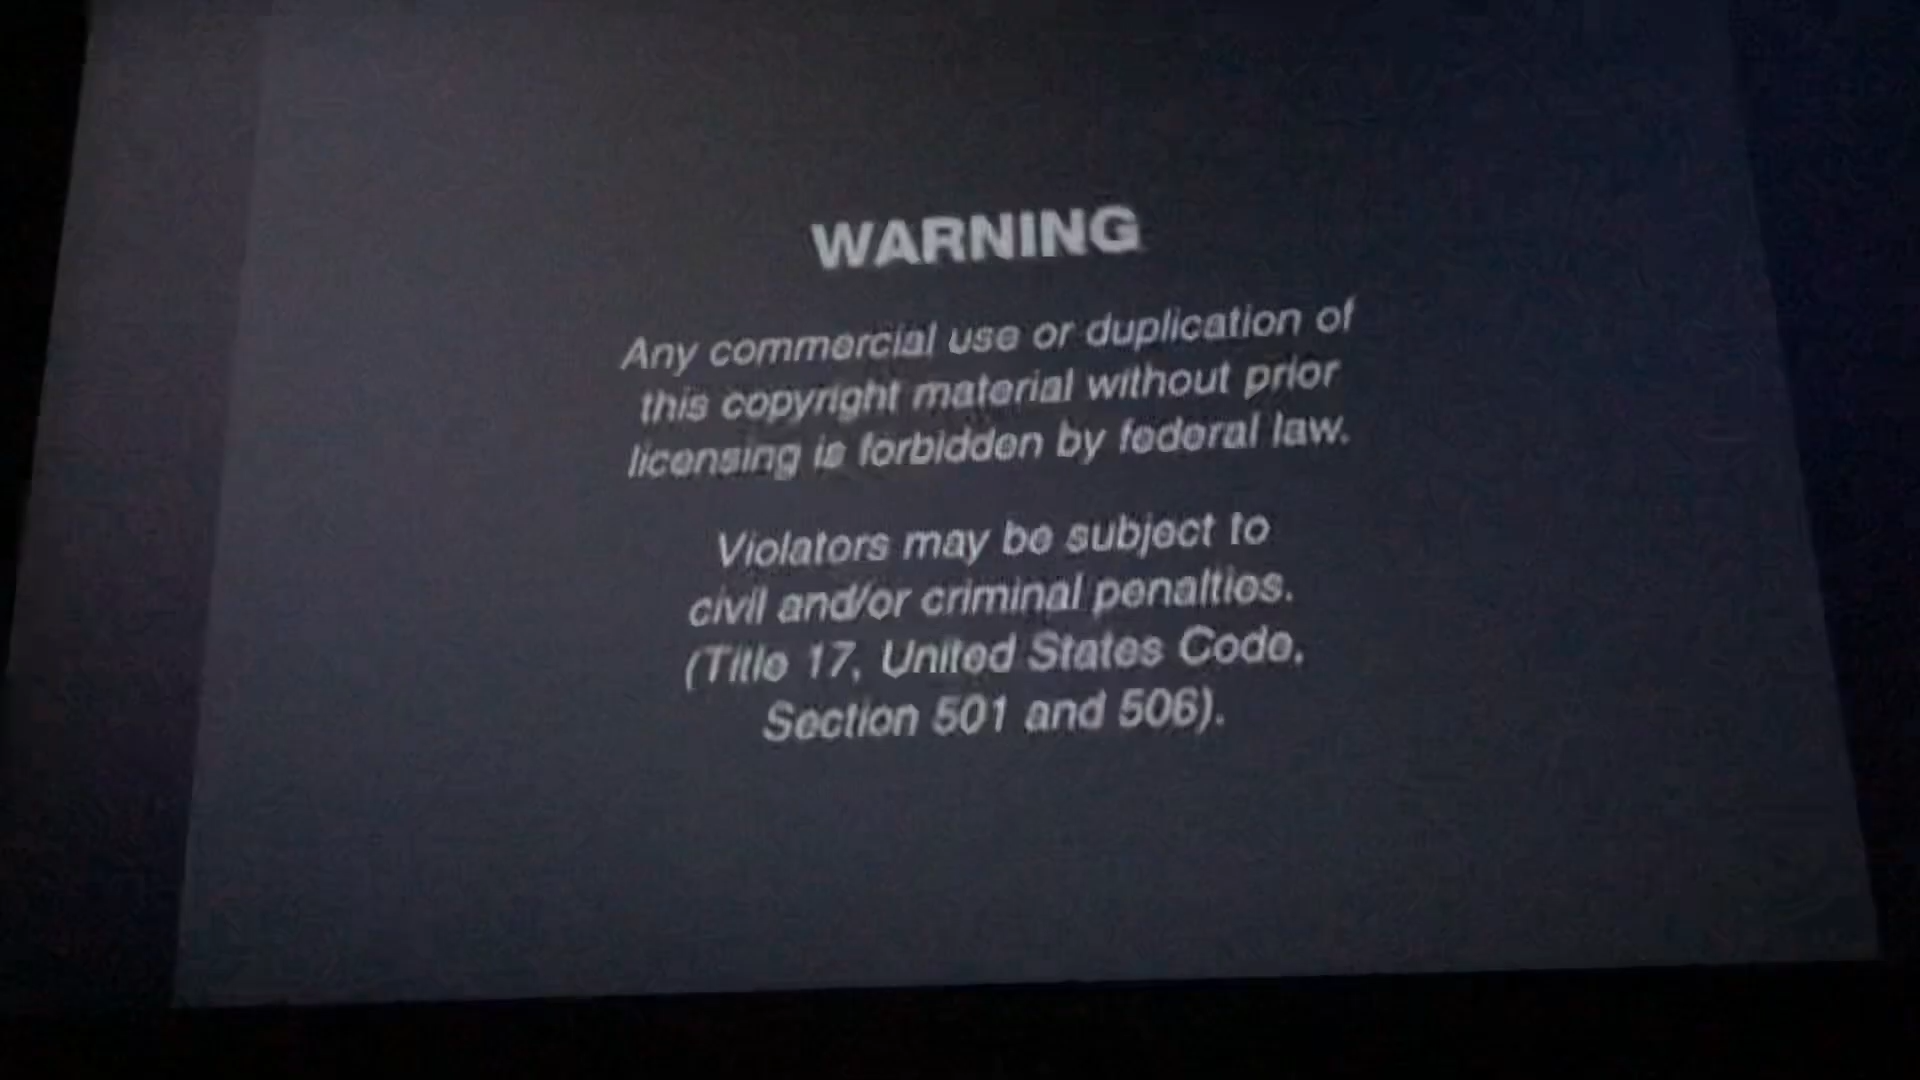 WARNING
Any commercial use or duplication of
this copyright material without prior
licensing is forbidden by federal law.
Violators may be subject to
civil and/or criminal penalties.
(Title 17, United States Code,
Section 501 and 506).